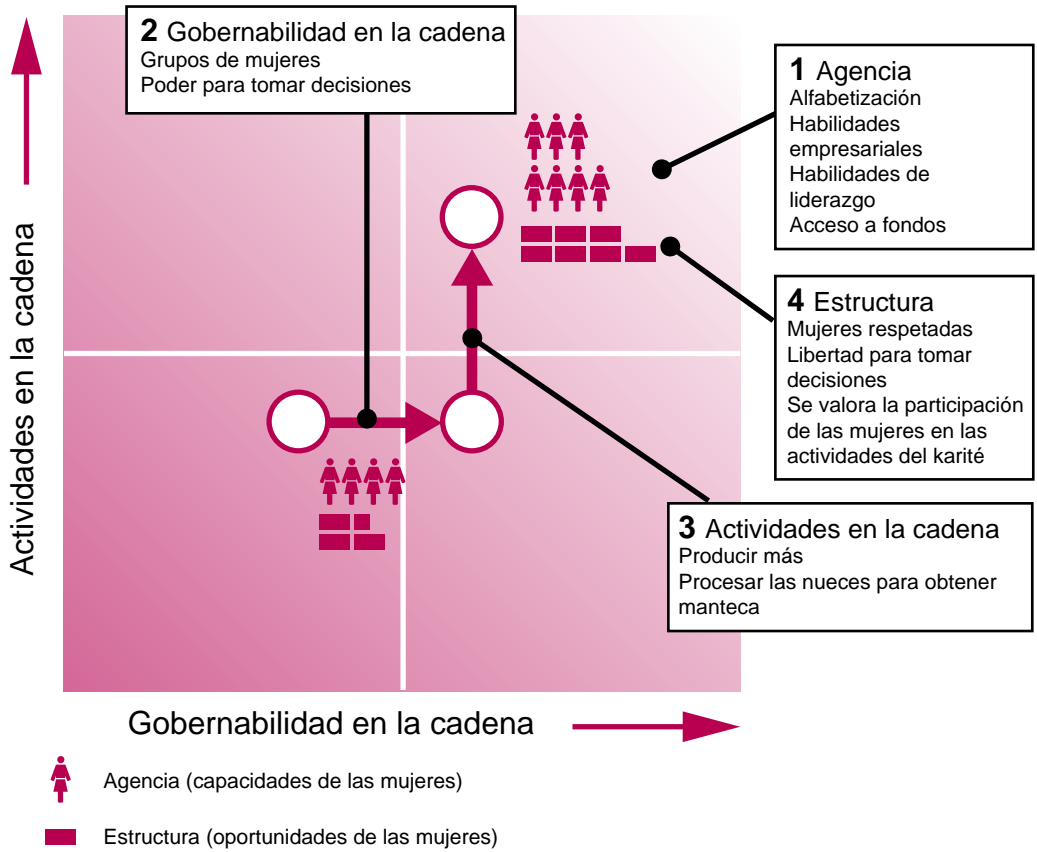 2 Gobernabilidad en la cadena
Grupos de mujeres
Poder para tomar decisiones
1 Agencia
Alfabetización
Habilidades
empresariales
Habilidades de
liderazgo
Acceso a fondos
4 Estructura
Mujeres respetadas
Libertad para tomar
decisiones
Se valora la participación
de las mujeres en las
actividades del karité
3 Actividades en la cadena
Producir más
Procesar las nueces para obtener
manteca
Actividades en la cadena
Gobernabilidad en la cadena
Agencia (capacidades de las mujeres)
Estructura (oportunidades de las mujeres)